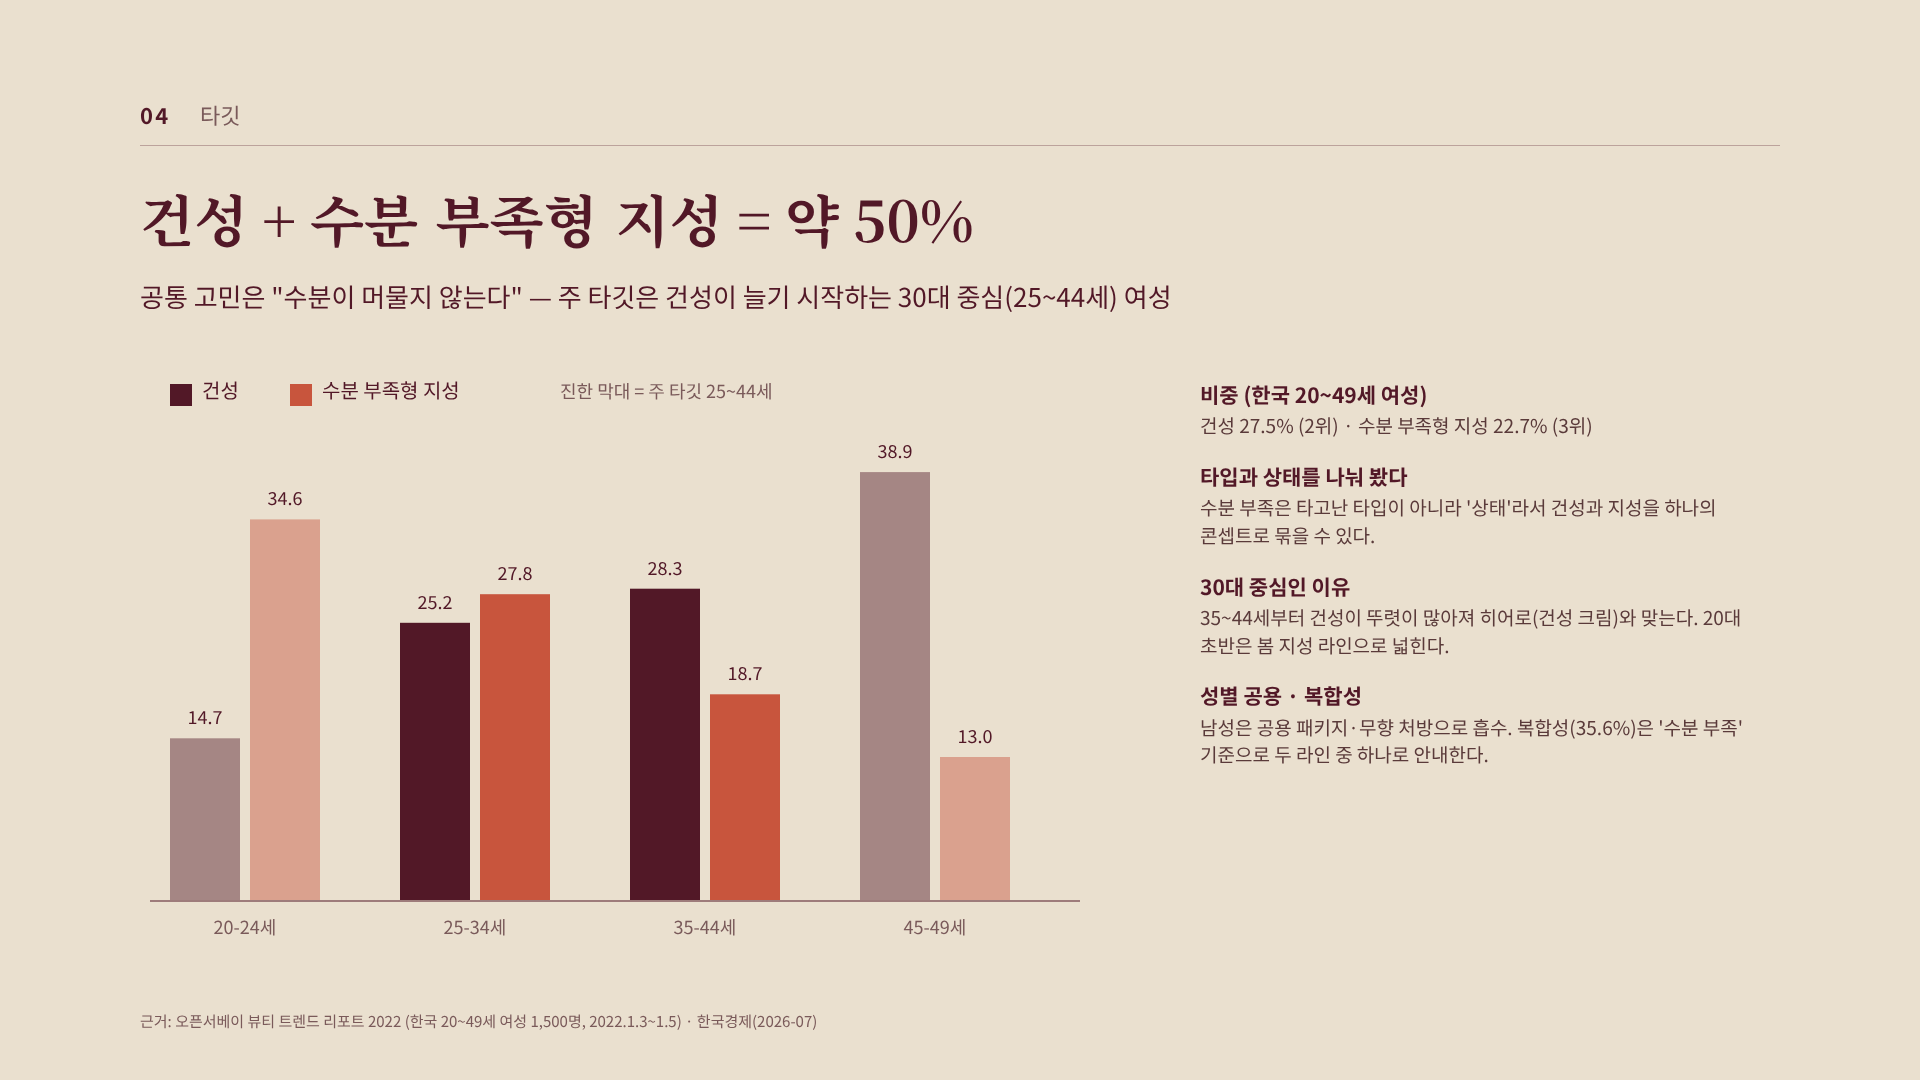 04 타깃
건성 + 수분 부족형 지성 = 약 50%
공통 고민은 "수분이 머물지 않는다" — 주 타깃은 건성이 늘기 시작하는 30대 중심(25~44세) 여성
건성 수분 부족형 지성 진한 막대 = 주 타깃 25~44세
14.7 34.6 25.2 27.8 28.3 18.7 38.9 13.0
20-24세 25-34세 35-44세 45-49세
비중 (한국 20~49세 여성)
건성 27.5% (2위) · 수분 부족형 지성 22.7% (3위)
타입과 상태를 나눠 봤다
수분 부족은 타고난 타입이 아니라 '상태'라서 건성과 지성을 하나의
콘셉트로 묶을 수 있다.
30대 중심인 이유
35~44세부터 건성이 뚜렷이 많아져 히어로(건성 크림)와 맞는다. 20대
초반은 봄 지성 라인으로 넓힌다.
성별 공용 · 복합성
남성은 공용 패키지·무향 처방으로 흡수. 복합성(35.6%)은 '수분 부족'
기준으로 두 라인 중 하나로 안내한다.
근거: 오픈서베이 뷰티 트렌드 리포트 2022 (한국 20~49세 여성 1,500명, 2022.1.3~1.5) · 한국경제(2026-07)